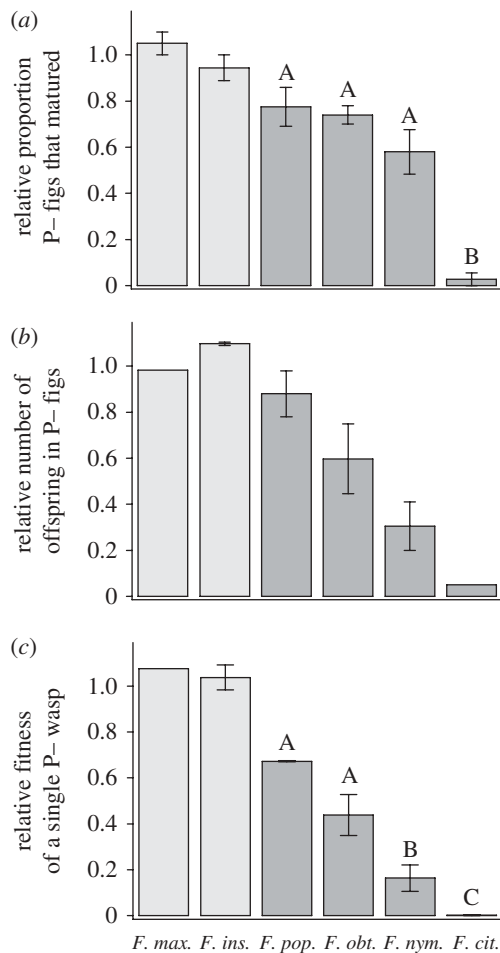 (a)
relative proportion
P– figs that matured
1.0
0.8
0.6
0.4
0.2
0
A
A
A
B
(b)
relative number of
offspring in P– figs
1.0
0.8
0.6
0.4
0.2
0
(c)
relative fitness
of a single P– wasp
1.0
0.8
0.6
0.4
0.2
0
A
A
B
C
F. max. F. ins. F. pop. F. obt. F. nym. F. cit.